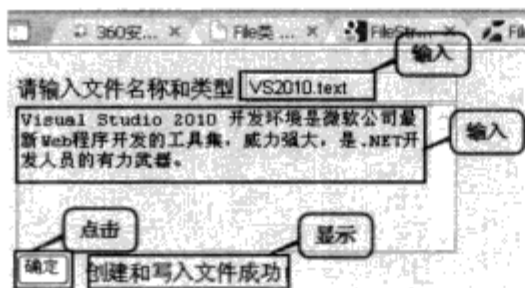 360安... × File类 ... × FileStr... × Fil
输入
请输入文件名称和类型 VS2010.text
Visual Studio 2010 开发环境是微软公司最
新Web程序开发的工具集，威力强大，是.NET开
发人员的有力武器。
输入
点击
显示
确定 创建和写入文件成功